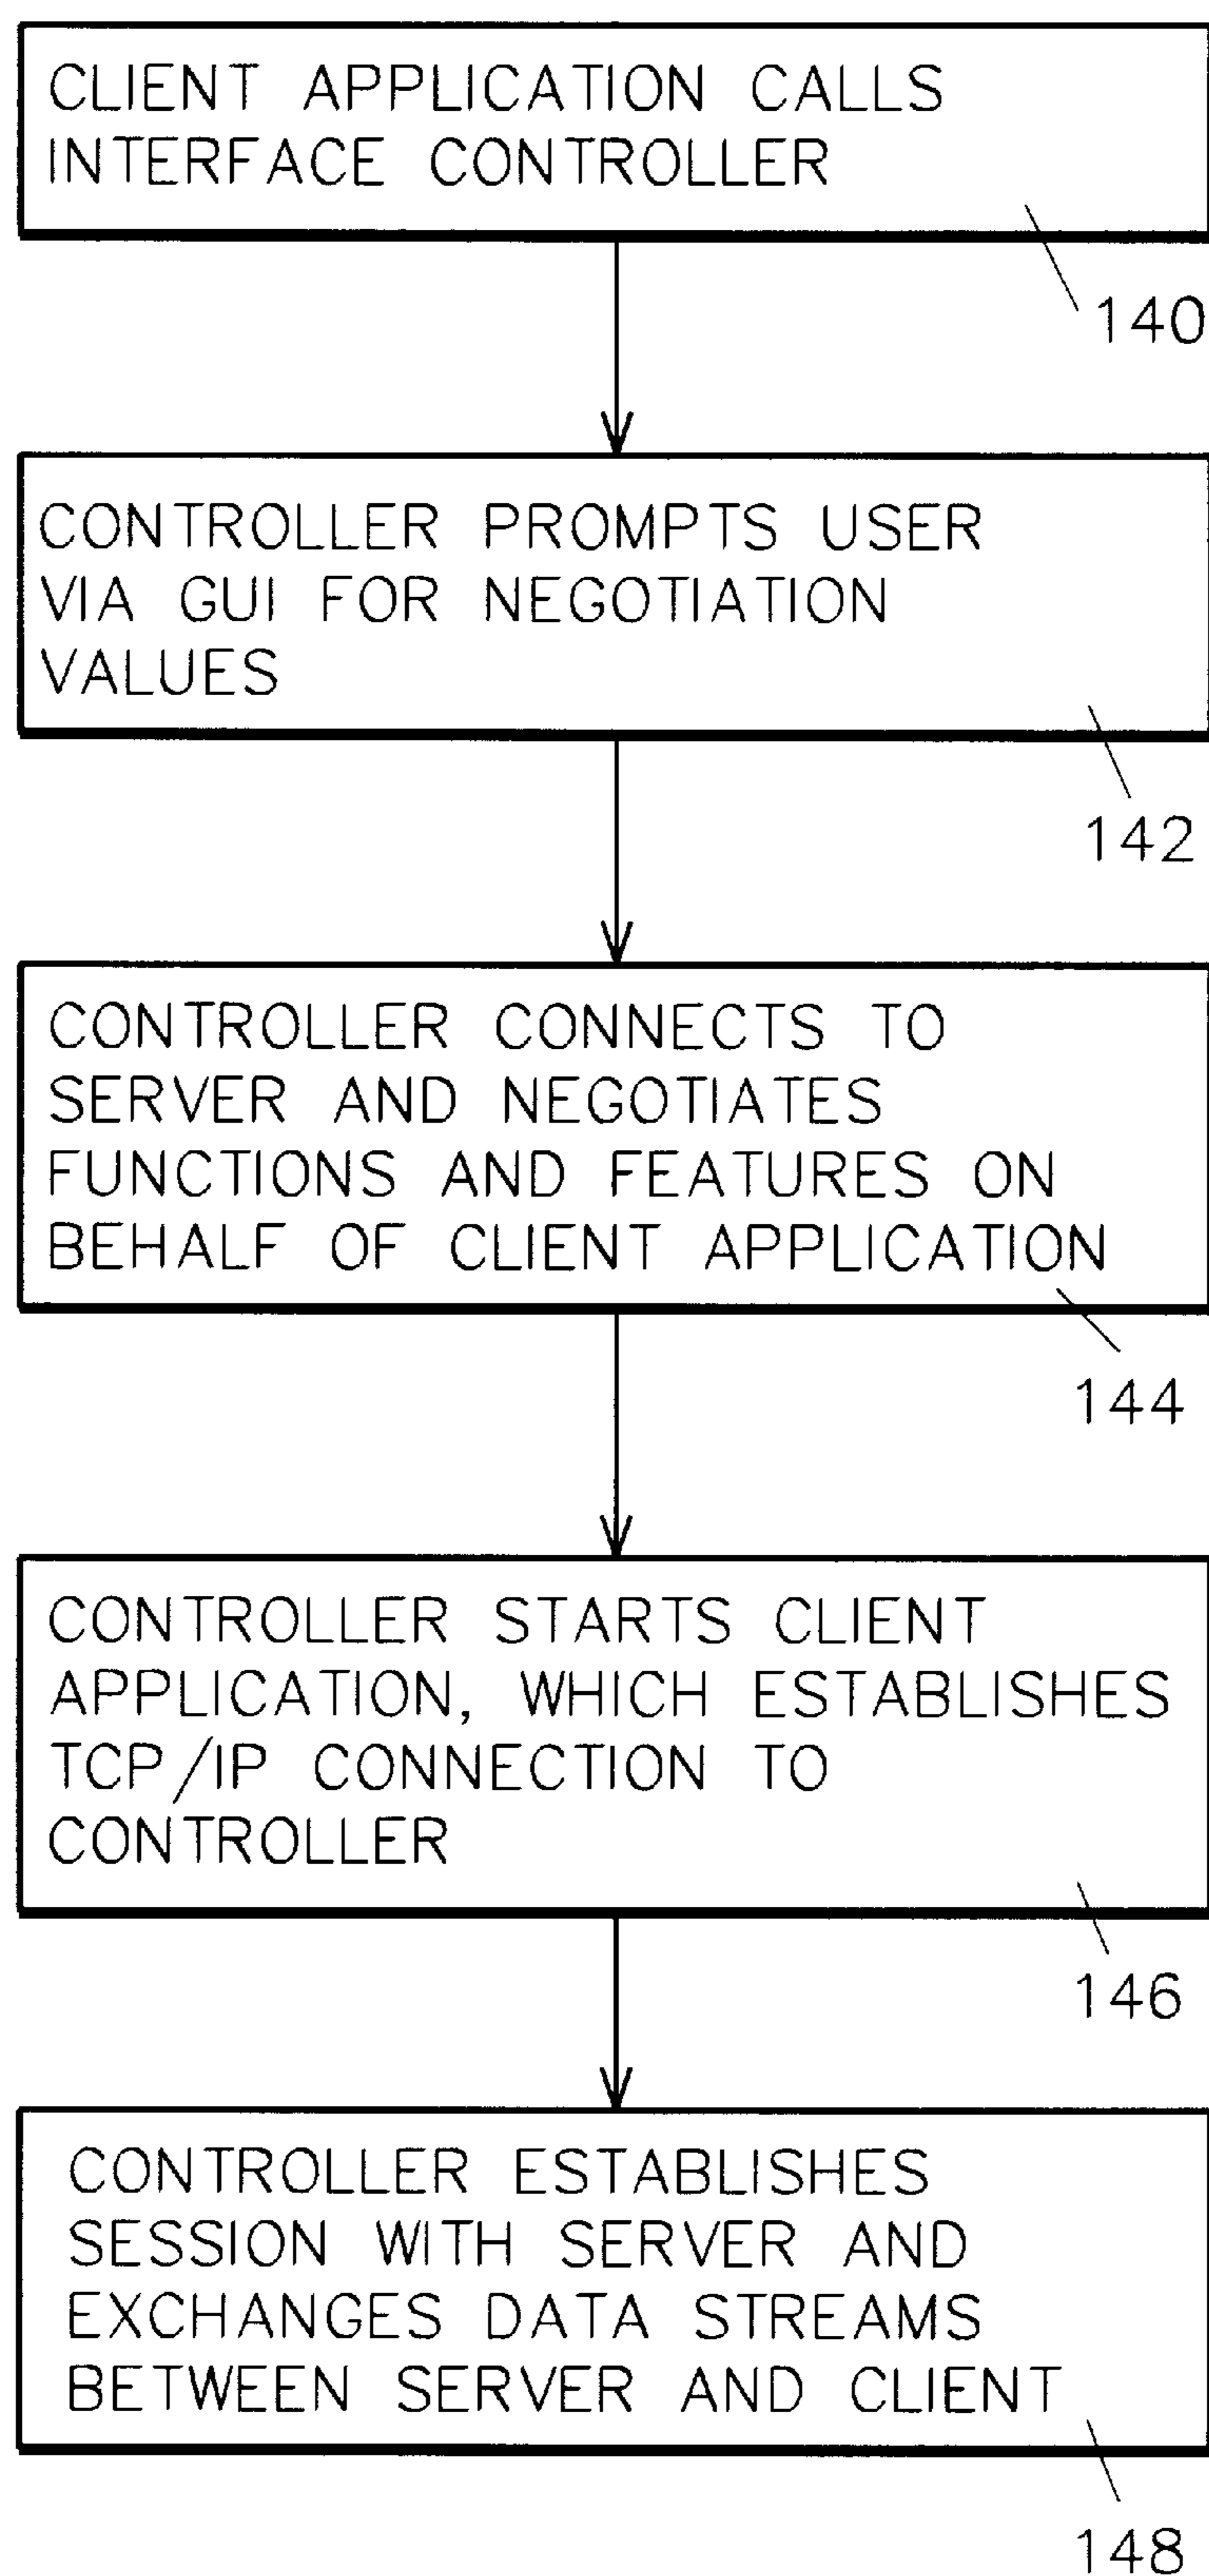 CLIENT APPLICATION CALLS
INTERFACE CONTROLLER
140
CONTROLLER PROMPTS USER
VIA GUI FOR NEGOTIATION
VALUES
142
CONTROLLER CONNECTS TO
SERVER AND NEGOTIATES
FUNCTIONS AND FEATURES ON
BEHALF OF CLIENT APPLICATION
144
CONTROLLER STARTS CLIENT
APPLICATION, WHICH ESTABLISHES
TCP/IP CONNECTION TO
CONTROLLER
146
CONTROLLER ESTABLISHES
SESSION WITH SERVER AND
EXCHANGES DATA STREAMS
BETWEEN SERVER AND CLIENT
148